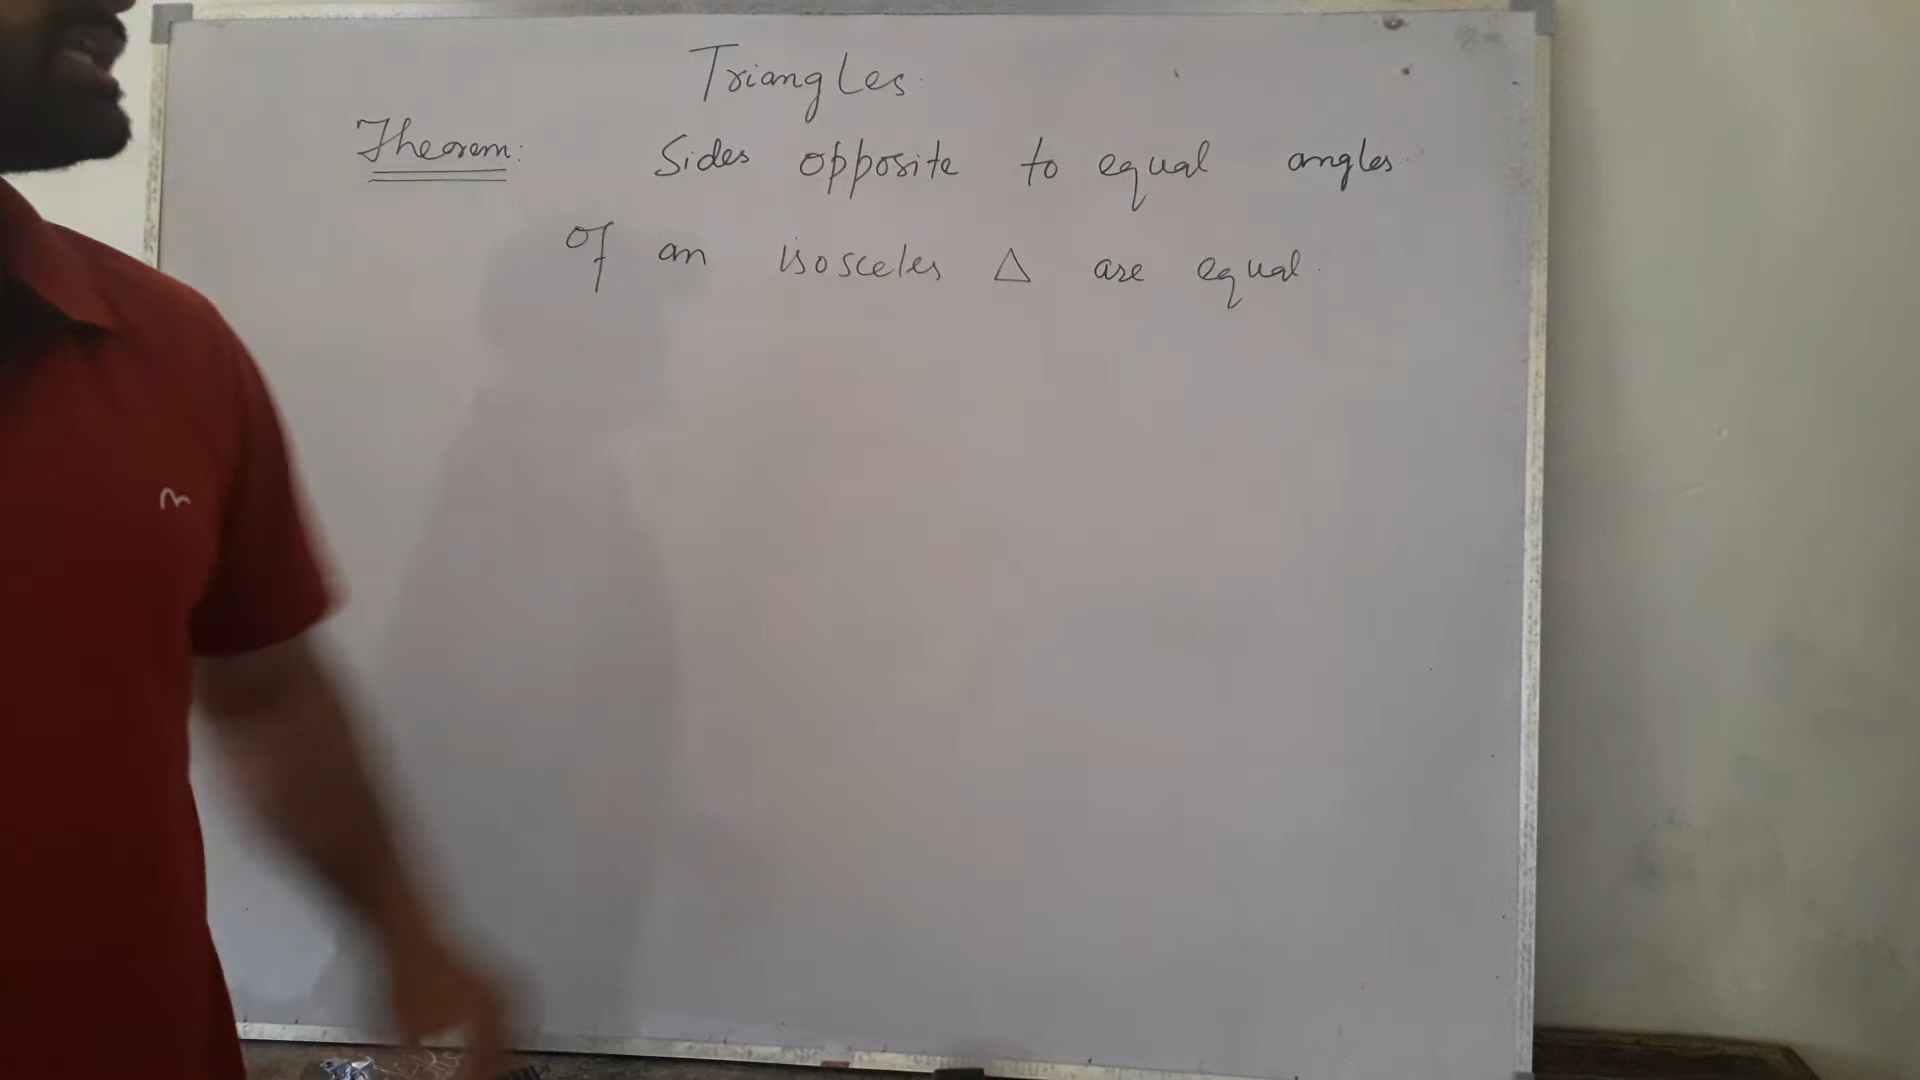 Triangles
Theorem: Sides opposite to equal angles
of an isosceles Δ are equal.